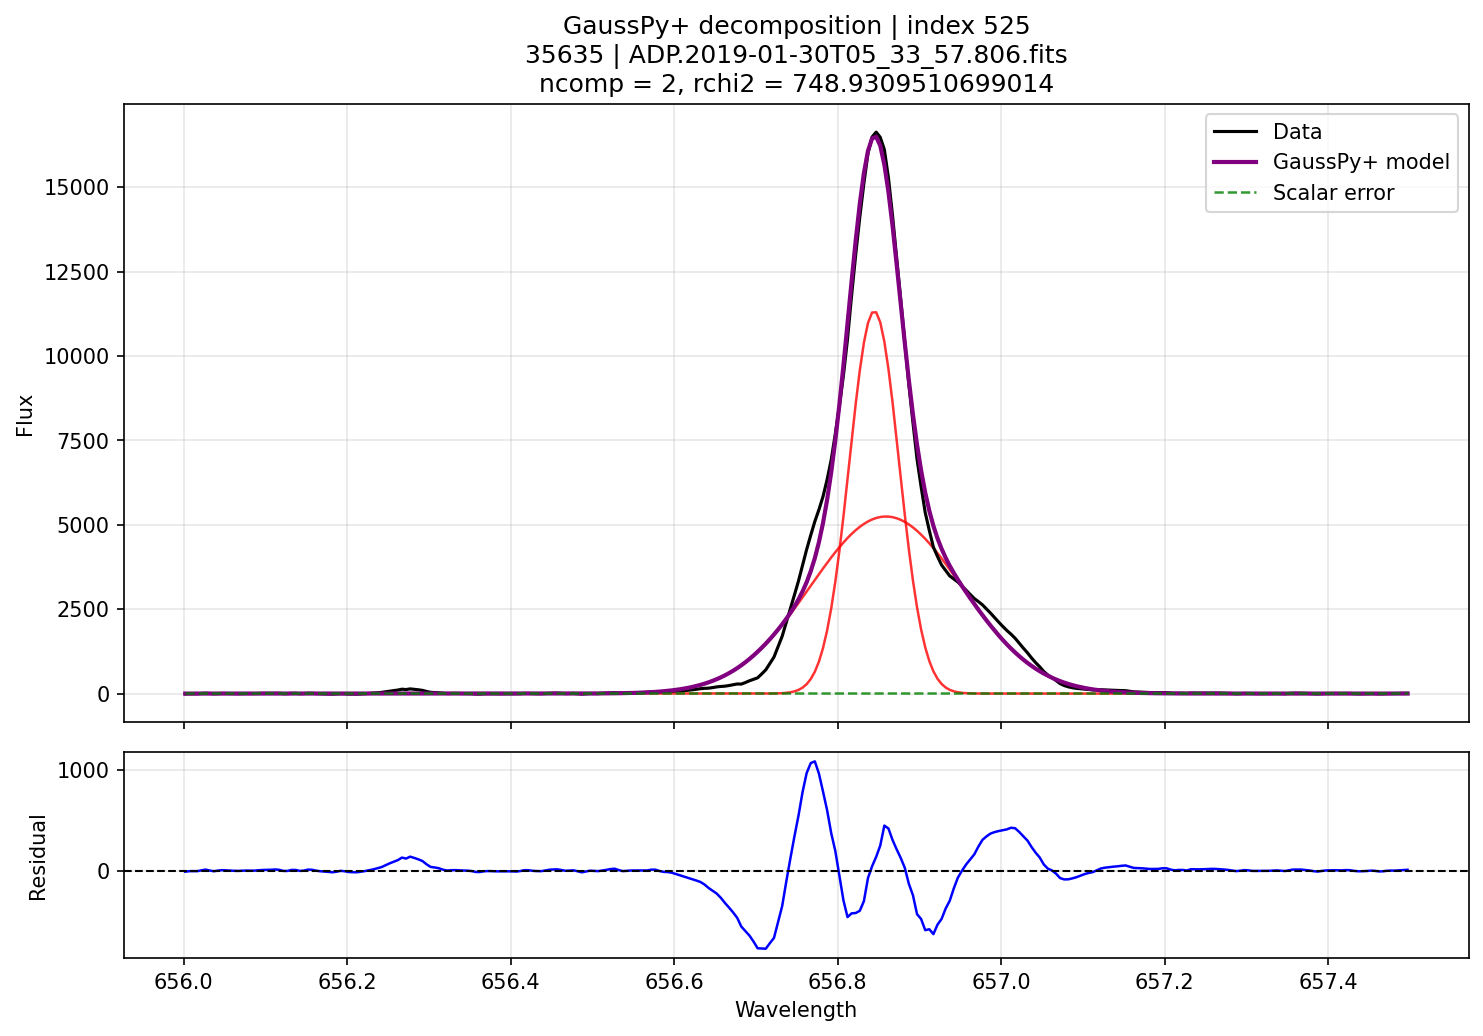 GaussPy+ decomposition | index 525
35635 | ADP.2019-01-30T05_33_57.806.fits
ncomp = 2, rchi2 = 748.9309510699014
Data
GaussPy+ model
Scalar error
15000
12500
10000
7500
5000
2500
0
Flux
1000
0
Residual
656.0 656.2 656.4 656.6 656.8 657.0 657.2 657.4
Wavelength